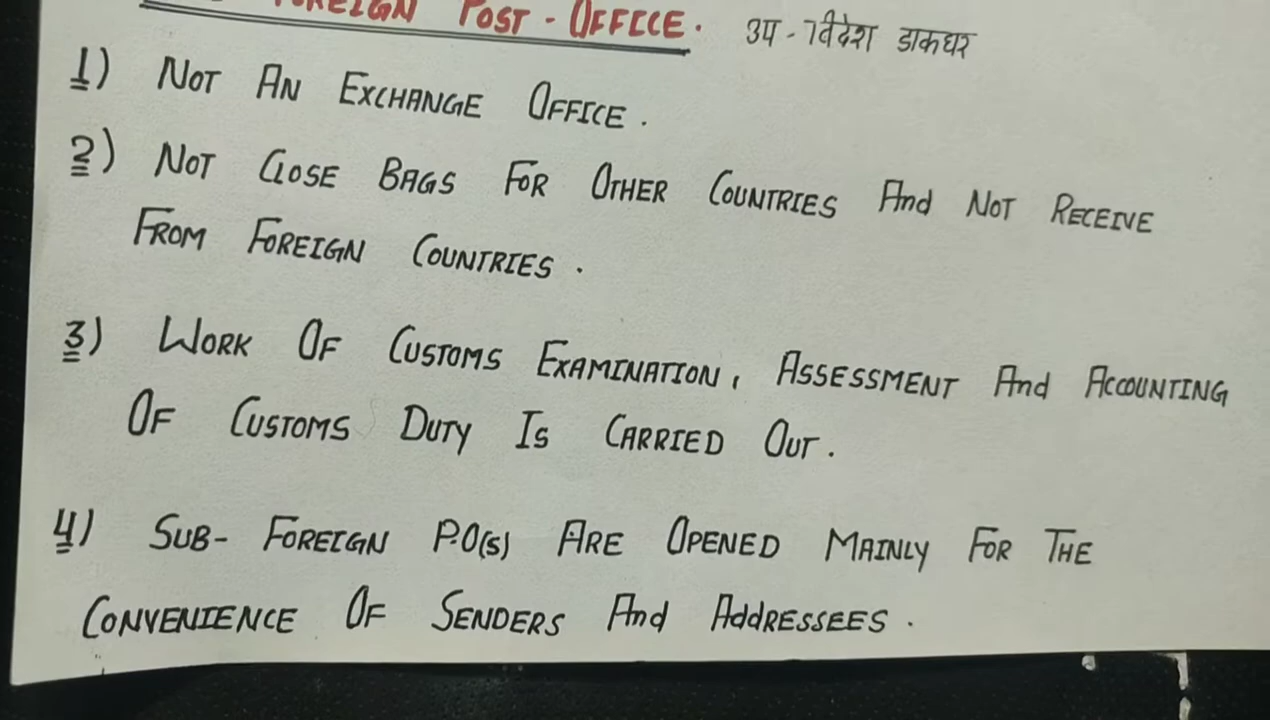 FOREIGN POST-OFFICE. उप-विदेश डाकघर
1) NOT AN EXCHANGE OFFICE.
2) NOT CLOSE BAGS FOR OTHER COUNTRIES And NOT RECEIVE
FROM FOREIGN COUNTRIES.
3) WORK OF CUSTOMS EXAMINATION, ASSESSMENT And ACCOUNTING
OF CUSTOMS DUTY IS CARRIED OUT.
4) SUB-FOREIGN P.O(S) ARE OPENED MAINLY FOR THE
CONVENIENCE OF SENDERS And AddRESSEES.